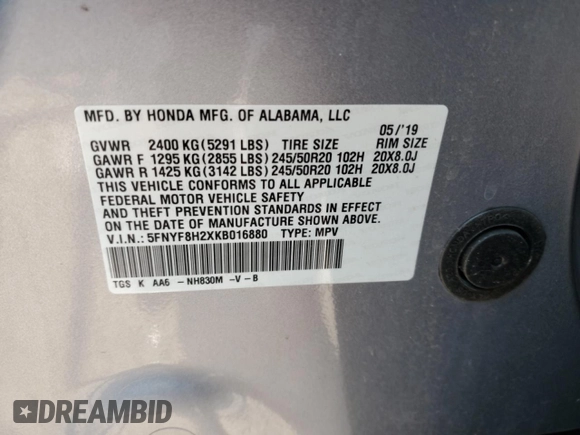 MFD. BY HONDA MFG. OF ALABAMA, LLC
05/'19
GVWR 2400 KG(5291 LBS) TIRE SIZE RIM SIZE
GAWR F 1295 KG(2855 LBS)245/50R20 102H 20X8.0J
GAWR R 1425 KG(3142 LBS)245/50R20 102H 20X8.0J
THIS VEHICLE CONFORMS TO ALL APPLICABLE
FEDERAL MOTOR VEHICLE SAFETY
AND THEFT PREVENTION STANDARDS IN EFFECT
ON THE DATE OF MANUFACTURE SHOWN ABOVE.
V.I.N.: 5FNYF8H2XKB016880 TYPE: MPV
TGS K AA6 -NH830M -V-B
DREAMBID